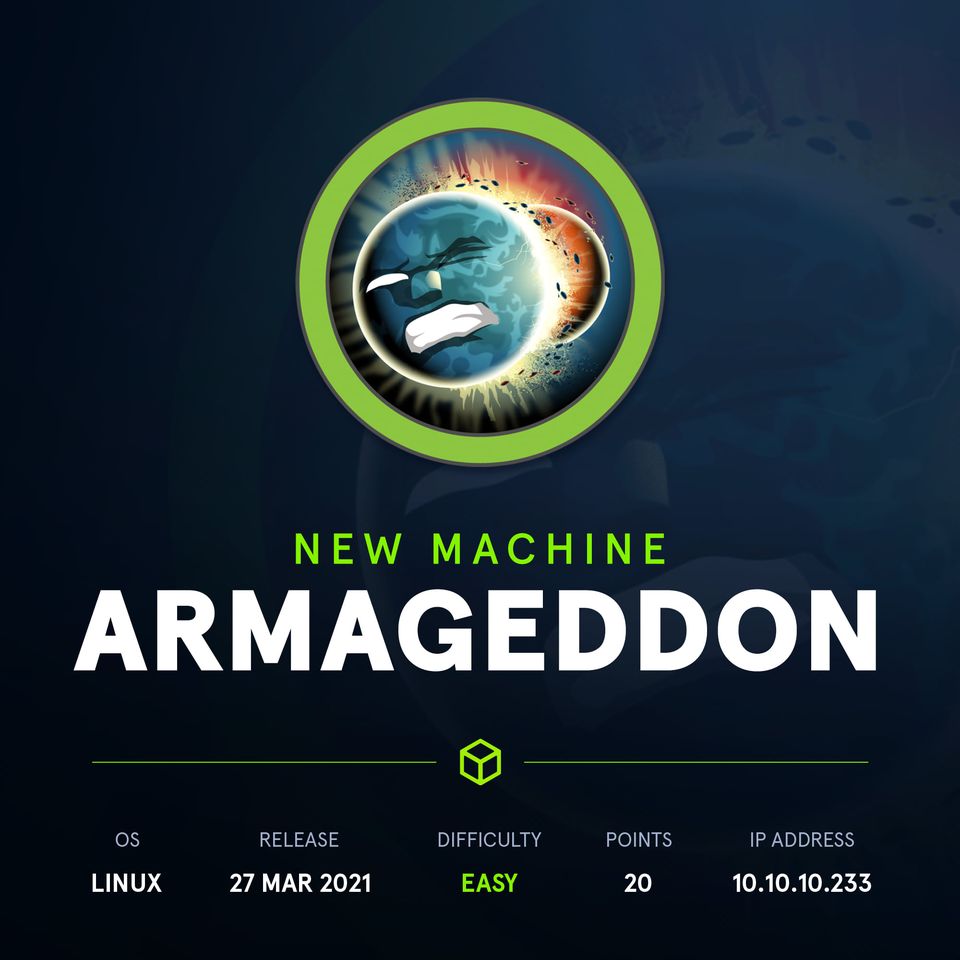 NEW MACHINE
ARMAGEDDON
OS RELEASE DIFFICULTY POINTS IP ADDRESS
LINUX 27 MAR 2021 EASY 20 10.10.10.233